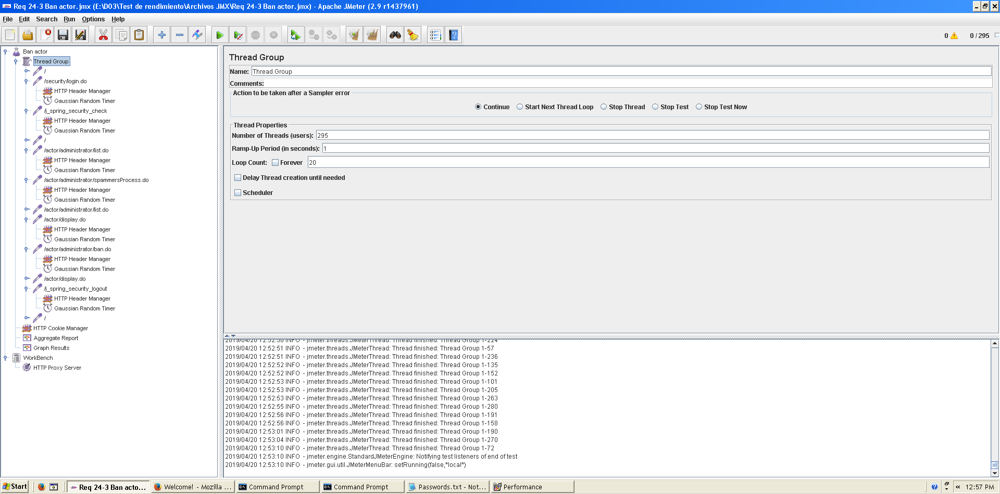 Req 24-3 Ban actor.jmx (E:\D03\Test de rendimiento\Archivos JMX\Req 24-3 Ban actor.jmx) - Apache JMeter (2.9 r1437961)
File Edit Search Run Options Help
0 0 / 295
Ban actor
Thread Group
/
/security/login.do
HTTP Header Manager
Gaussian Random Timer
/j_spring_security_check
HTTP Header Manager
Gaussian Random Timer
/
/actor/administrator/list.do
HTTP Header Manager
Gaussian Random Timer
/actor/administrator/spammersProcess.do
HTTP Header Manager
Gaussian Random Timer
/actor/administrator/list.do
/actor/display.do
HTTP Header Manager
Gaussian Random Timer
/actor/administrator/ban.do
HTTP Header Manager
Gaussian Random Timer
/actor/display.do
/j_spring_security_logout
HTTP Header Manager
Gaussian Random Timer
/
HTTP Cookie Manager
Aggregate Report
Graph Results
WorkBench
HTTP Proxy Server
Thread Group
Name: Thread Group
Comments:
Action to be taken after a Sampler error
Continue Start Next Thread Loop Stop Thread Stop Test Stop Test Now
Thread Properties
Number of Threads (users): 295
Ramp-Up Period (in seconds): 1
Loop Count: Forever 20
Delay Thread creation until needed
Scheduler
2019/04/20 12:52:50 INFO - jmeter.threads.JMeterThread: Thread finished: Thread Group 1-224
2019/04/20 12:52:51 INFO - jmeter.threads.JMeterThread: Thread finished: Thread Group 1-57
2019/04/20 12:52:51 INFO - jmeter.threads.JMeterThread: Thread finished: Thread Group 1-236
2019/04/20 12:52:52 INFO - jmeter.threads.JMeterThread: Thread finished: Thread Group 1-135
2019/04/20 12:52:52 INFO - jmeter.threads.JMeterThread: Thread finished: Thread Group 1-152
2019/04/20 12:52:53 INFO - jmeter.threads.JMeterThread: Thread finished: Thread Group 1-101
2019/04/20 12:52:53 INFO - jmeter.threads.JMeterThread: Thread finished: Thread Group 1-205
2019/04/20 12:52:53 INFO - jmeter.threads.JMeterThread: Thread finished: Thread Group 1-263
2019/04/20 12:52:55 INFO - jmeter.threads.JMeterThread: Thread finished: Thread Group 1-280
2019/04/20 12:52:56 INFO - jmeter.threads.JMeterThread: Thread finished: Thread Group 1-191
2019/04/20 12:52:56 INFO - jmeter.threads.JMeterThread: Thread finished: Thread Group 1-158
2019/04/20 12:53:01 INFO - jmeter.threads.JMeterThread: Thread finished: Thread Group 1-190
2019/04/20 12:53:04 INFO - jmeter.threads.JMeterThread: Thread finished: Thread Group 1-270
2019/04/20 12:53:10 INFO - jmeter.threads.JMeterThread: Thread finished: Thread Group 1-72
2019/04/20 12:53:10 INFO - jmeter.engine.StandardJMeterEngine: Notifying test listeners of end of test
2019/04/20 12:53:10 INFO - jmeter.gui.util.JMeterMenuBar: setRunning(false,*local*)
Start Req 24-3 Ban acto... Welcome! - Mozilla ... Command Prompt Command Prompt Passwords.txt - Not... Performance 12:57 PM